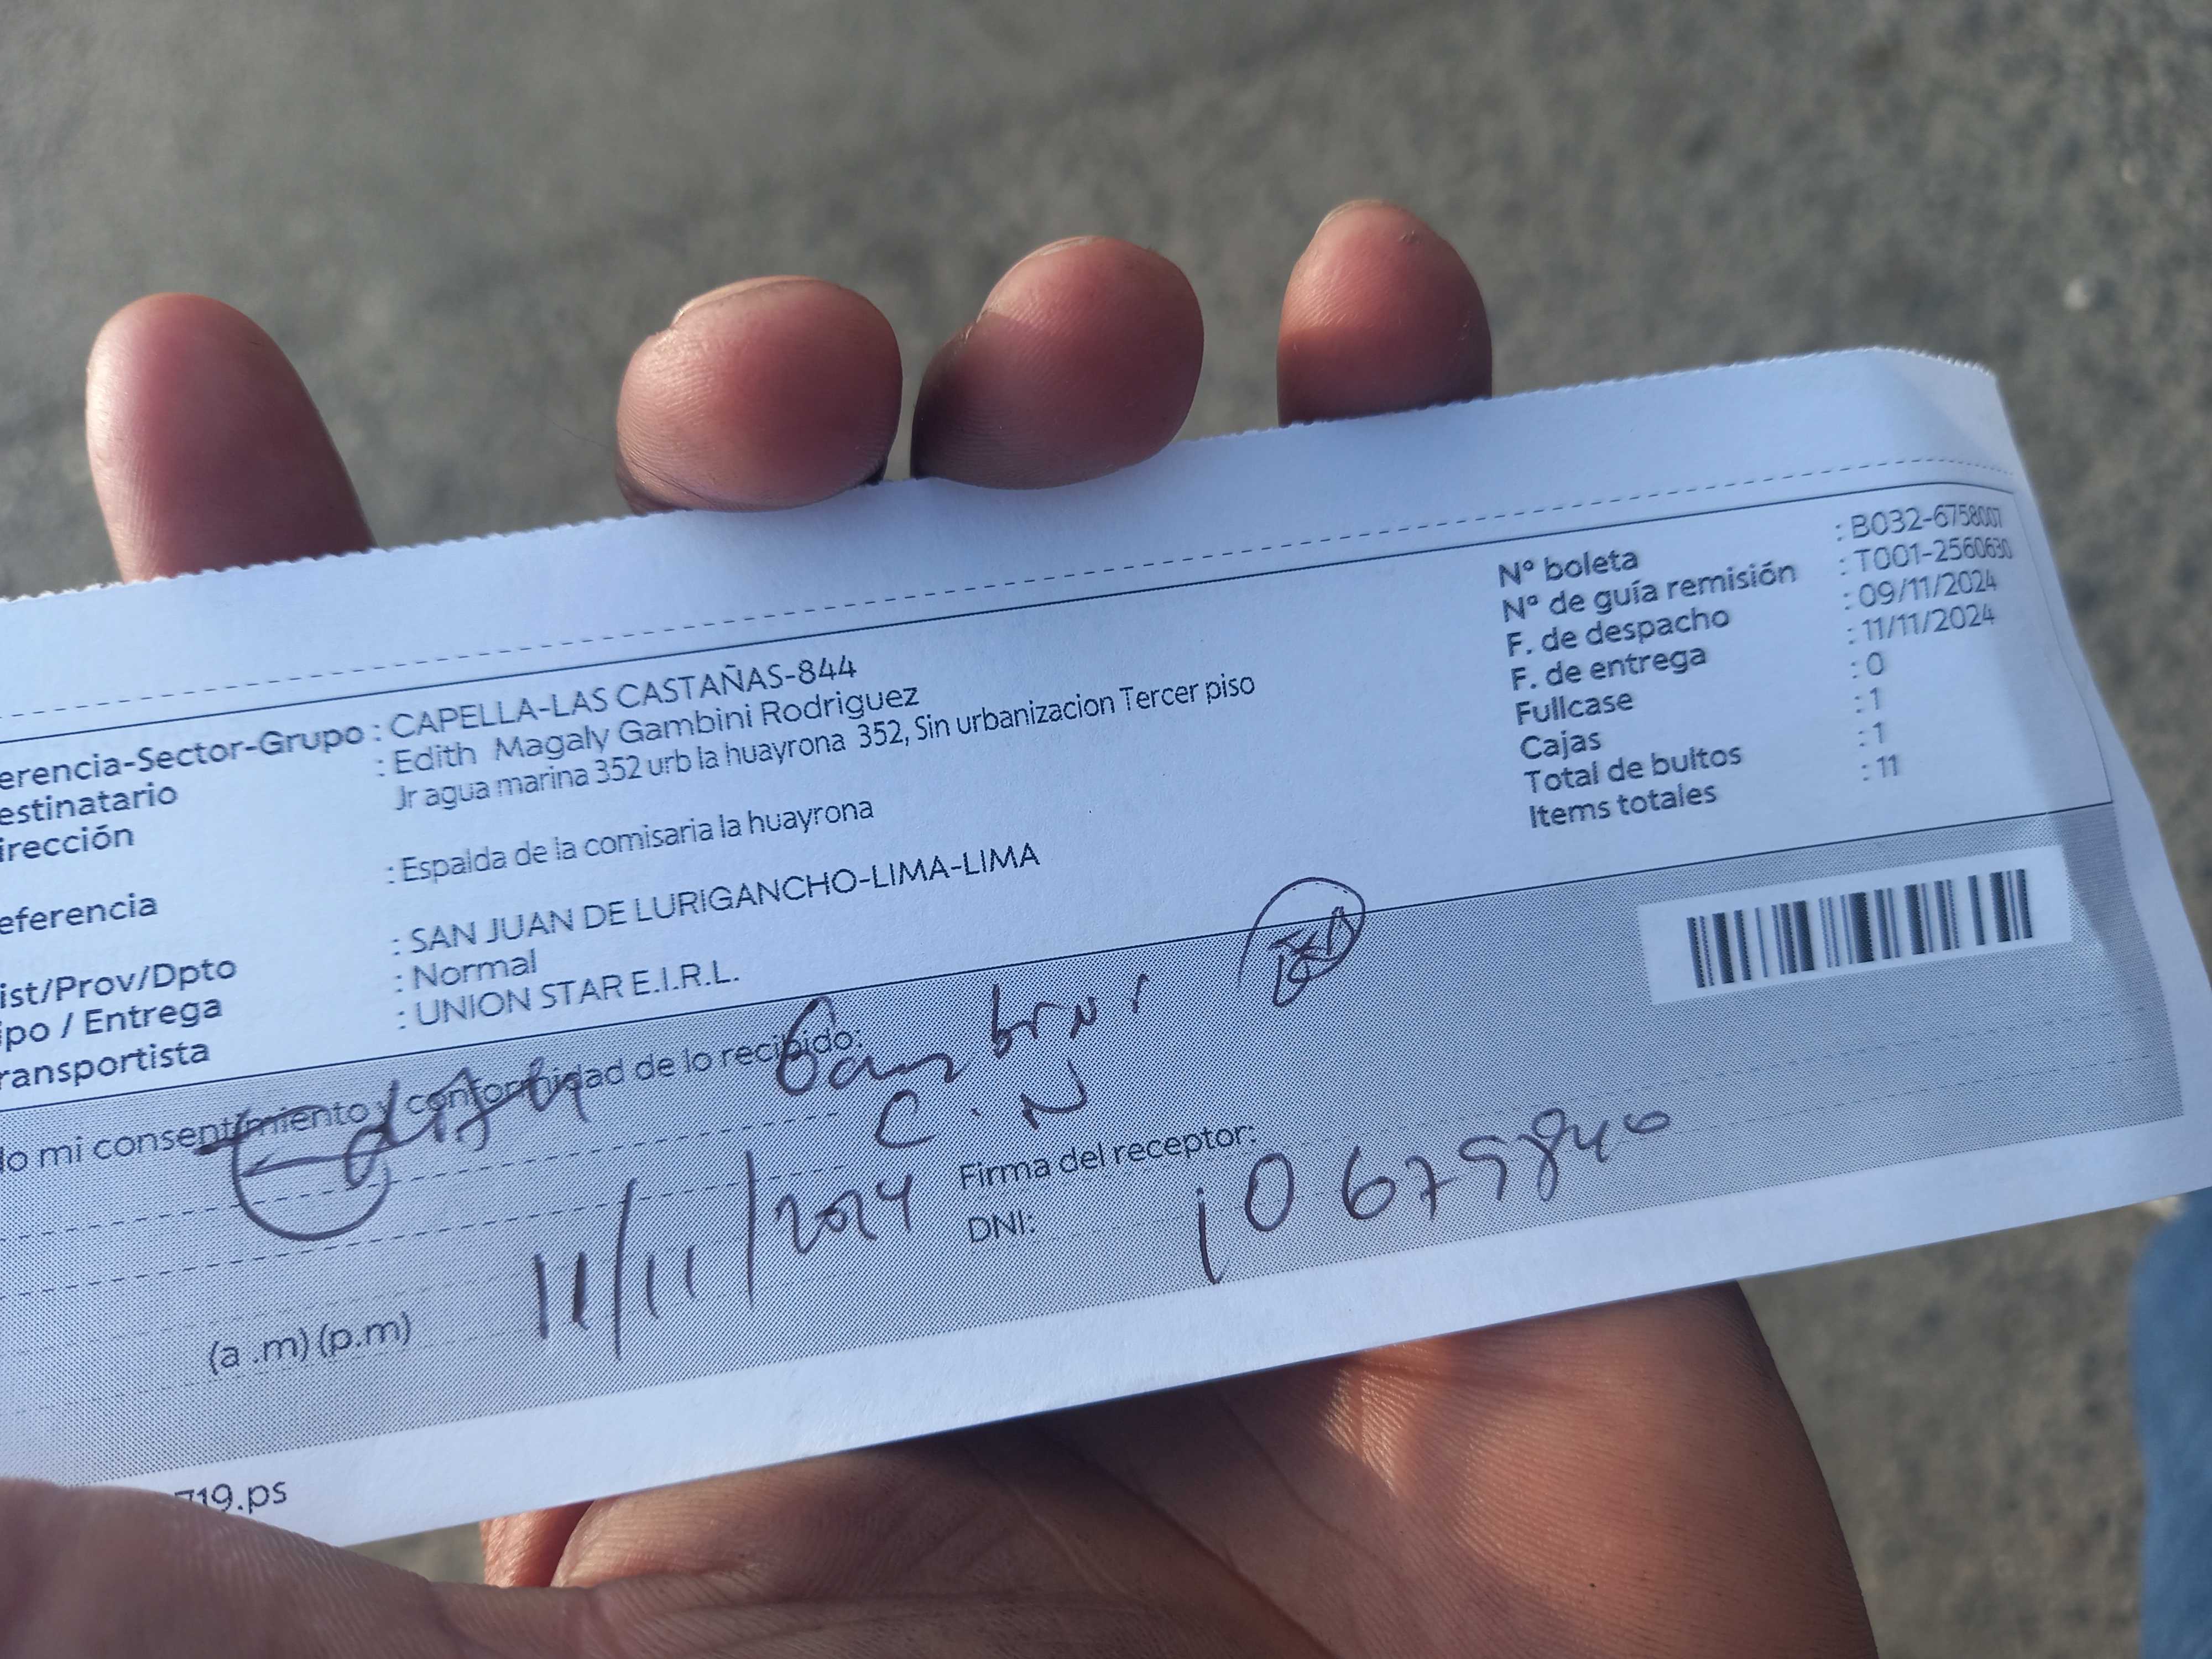 erencia-Sector-Grupo : CAPELLA-LAS CASTAÑAS-844
estinatario : Edith Magaly Gambini Rodriguez
irección Jr agua marina 352 urb la huayrona 352, Sin urbanizacion Tercer piso
eferencia : Espalda de la comisaria la huayrona
ist/Prov/Dpto : SAN JUAN DE LURIGANCHO-LIMA-LIMA
ipo / Entrega : Normal
ransportista : UNION STAR E.I.R.L.
N° boleta : B032-6758007
N° de guía remisión : T001-2560630
F. de despacho : 09/11/2024
F. de entrega : 11/11/2024
Fullcase : 0
Cajas : 1
Total de bultos : 1
Items totales : 11
lo mi consentimiento y conformidad de lo recibido:
Edith Gambini
C.N
Firma del receptor:
11/11/2024
DNI: 10675840
(a .m) (p.m)
719.ps